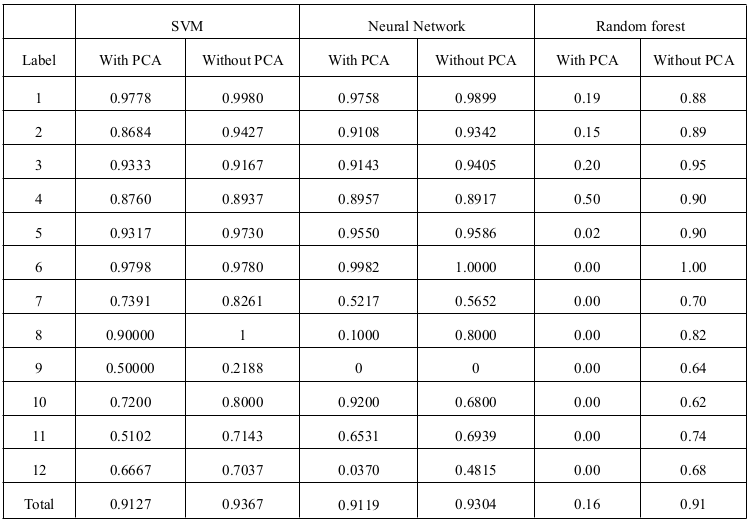 SVM Neural Network Random forest
Label With PCA Without PCA With PCA Without PCA With PCA Without PCA
1 0.9778 0.9980 0.9758 0.9899 0.19 0.88
2 0.8684 0.9427 0.9108 0.9342 0.15 0.89
3 0.9333 0.9167 0.9143 0.9405 0.20 0.95
4 0.8760 0.8937 0.8957 0.8917 0.50 0.90
5 0.9317 0.9730 0.9550 0.9586 0.02 0.90
6 0.9798 0.9780 0.9982 1.0000 0.00 1.00
7 0.7391 0.8261 0.5217 0.5652 0.00 0.70
8 0.90000 1 0.1000 0.8000 0.00 0.82
9 0.50000 0.2188 0 0 0.00 0.64
10 0.7200 0.8000 0.9200 0.6800 0.00 0.62
11 0.5102 0.7143 0.6531 0.6939 0.00 0.74
12 0.6667 0.7037 0.0370 0.4815 0.00 0.68
Total 0.9127 0.9367 0.9119 0.9304 0.16 0.91